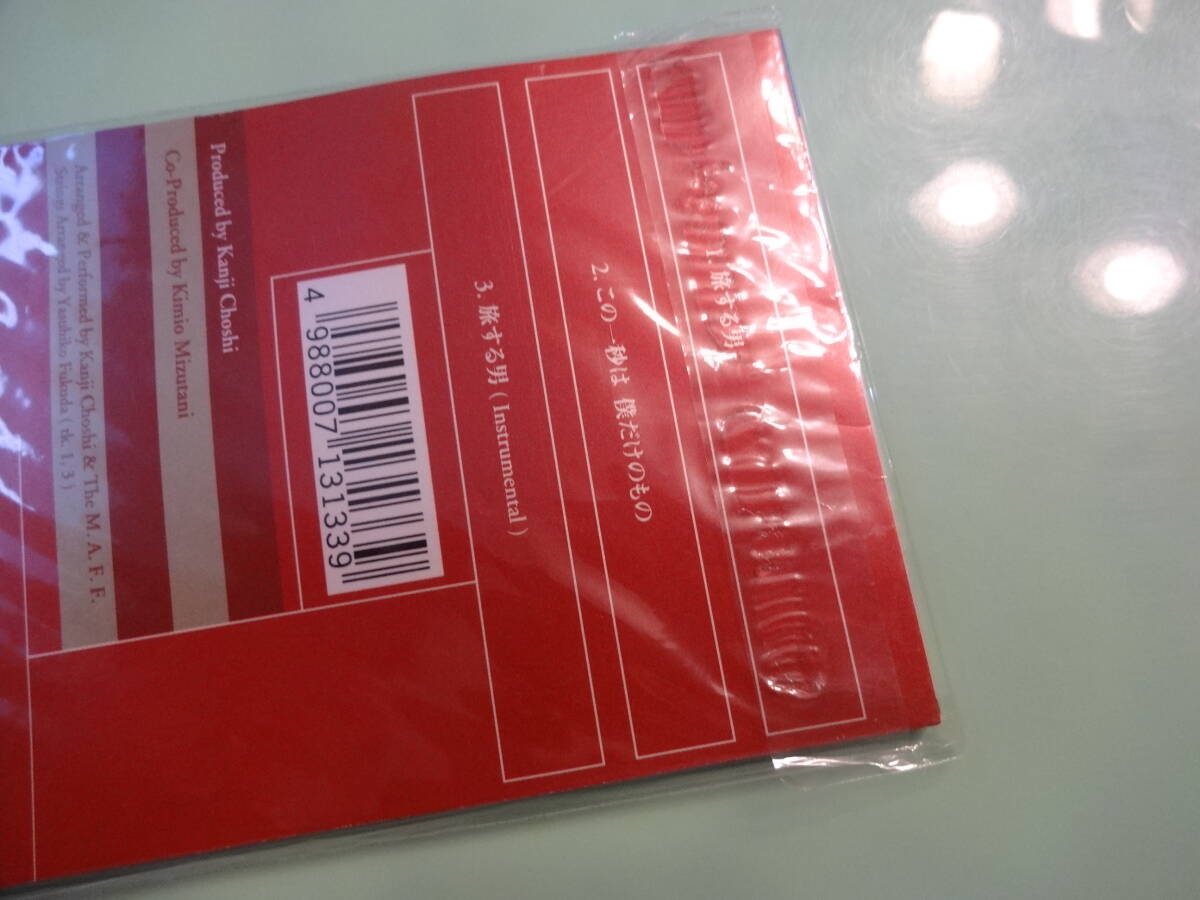 旅する男
2. この一秒は 僕だけのもの
3. 旅する男 ( Instrumental )
4 988007 131339
Produced by Kanji Choshi
Co-Produced by Kimio Mizutani
Arranged & Performed by Kanji Choshi & The M. A. F. F.
Strings Arranged by Yasuhiko Fukuda ( tk. 1, 3 )